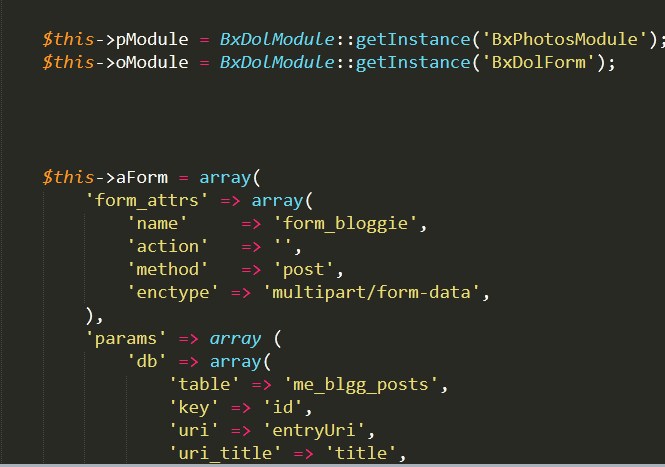 $this->pModule = BxDolModule::getInstance('BxPhotosModule');
$this->oModule = BxDolModule::getInstance('BxDolForm');
$this->aForm = array(
'form_attrs' => array(
'name' => 'form_bloggie',
'action' => '',
'method' => 'post',
'enctype' => 'multipart/form-data',
),
'params' => array (
'db' => array(
'table' => 'me_blgg_posts',
'key' => 'id',
'uri' => 'entryUri',
'uri_title' => 'title',